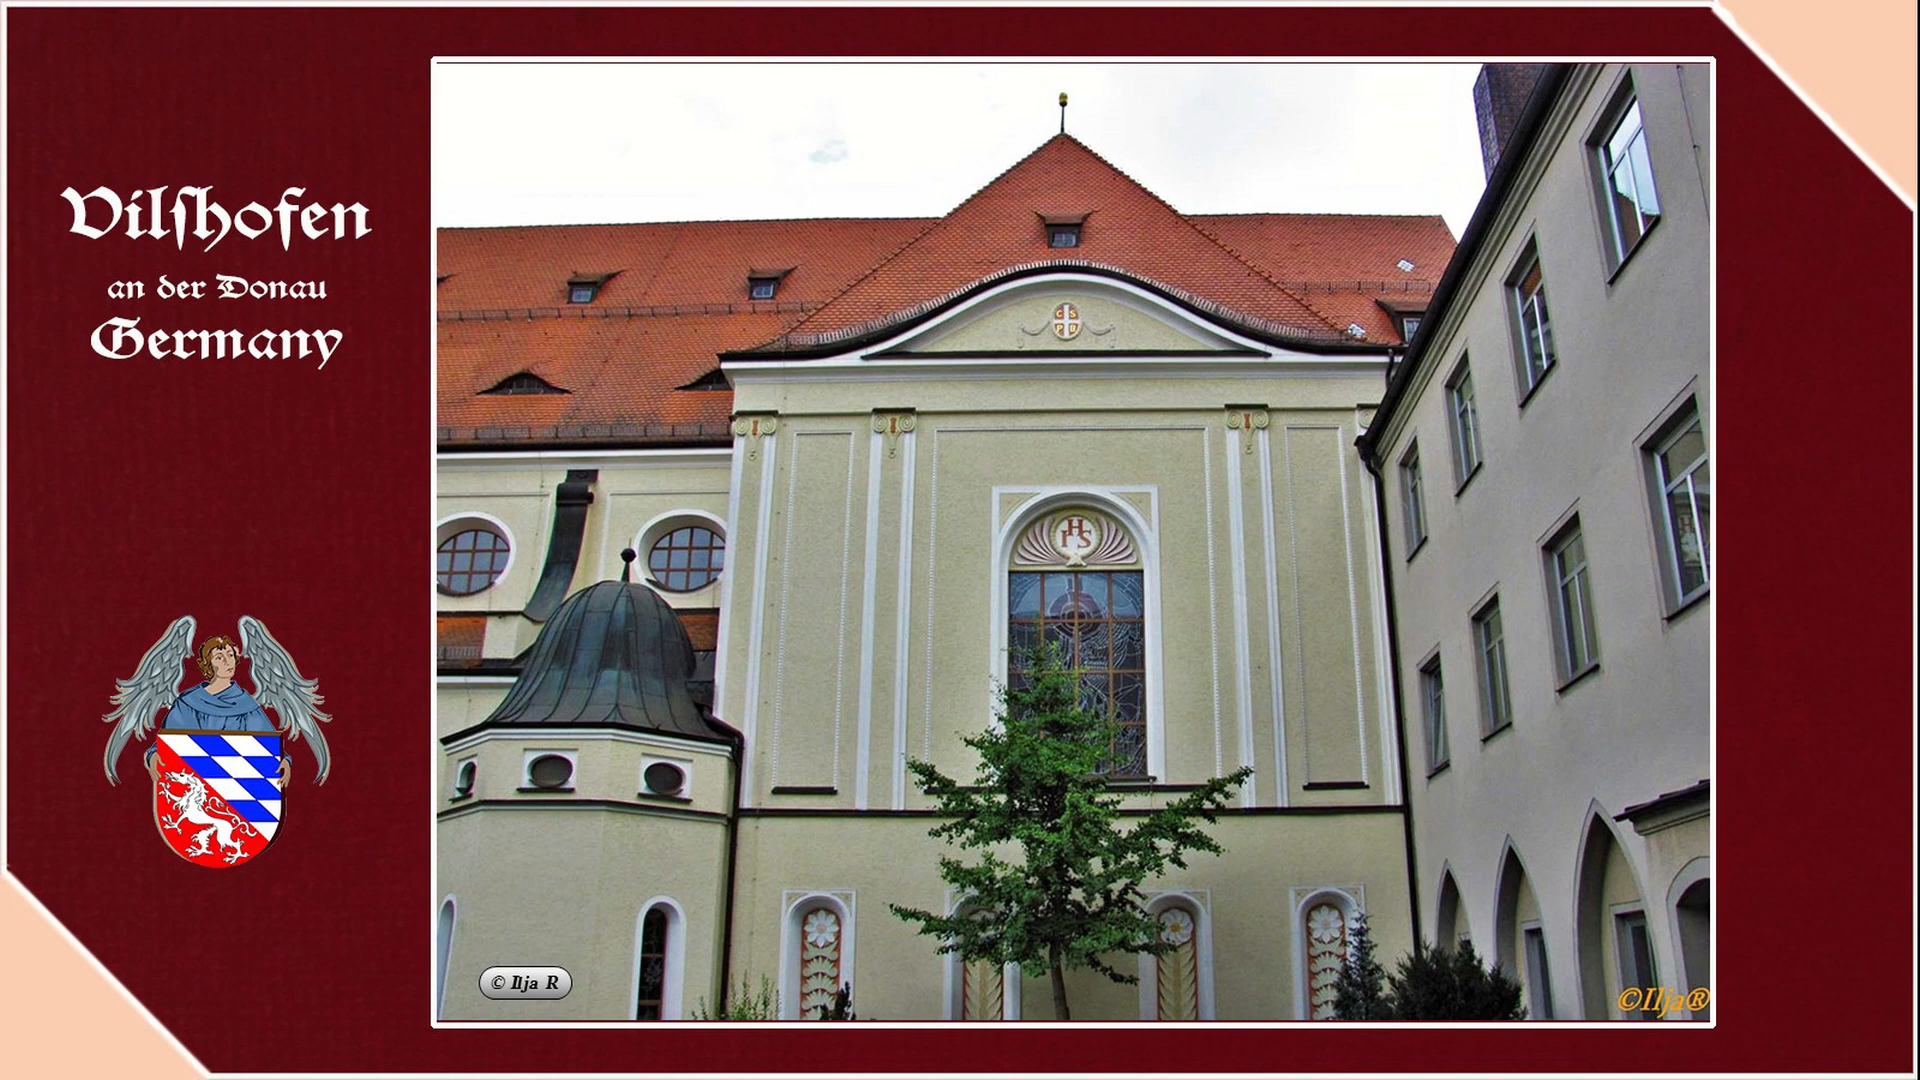 Vilſhofen
an der Donau
Germany
C S
P B
IHS
© Ilja R
©Ilja®